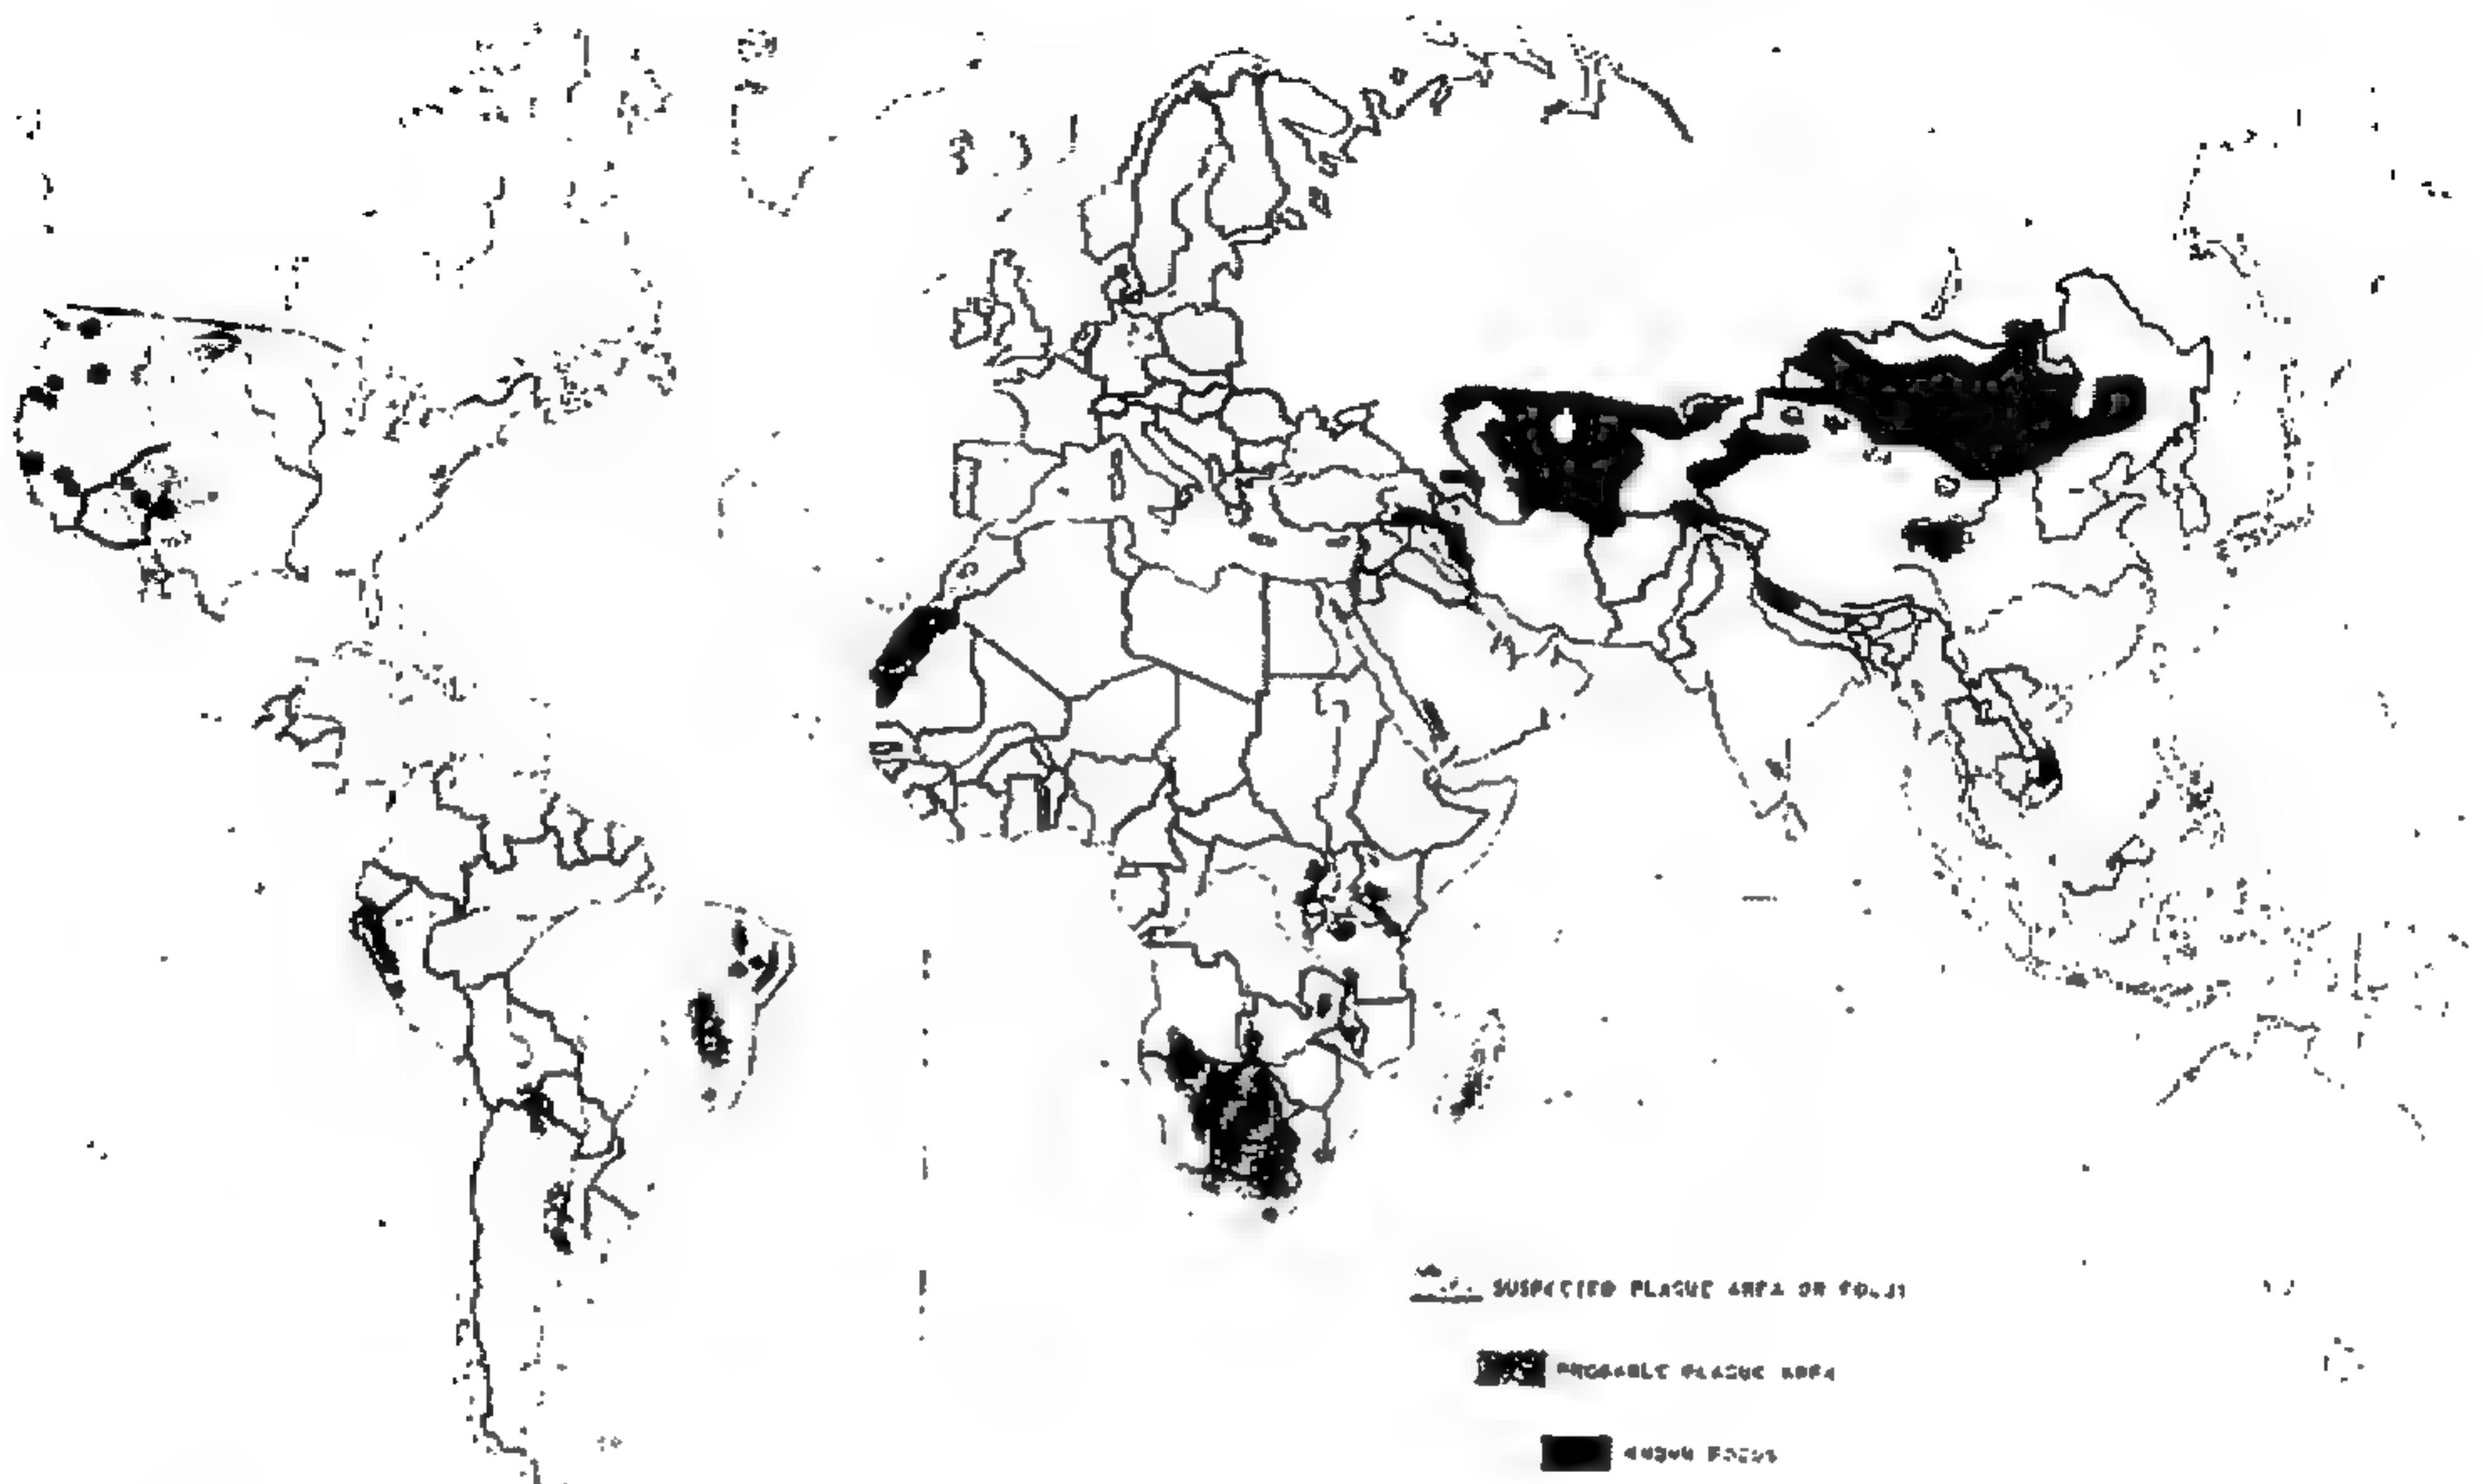 SUSPECTED PLAGUE AREA OR FOCI
PROBABLE PLAGUE AREA
KNOWN FOCUS